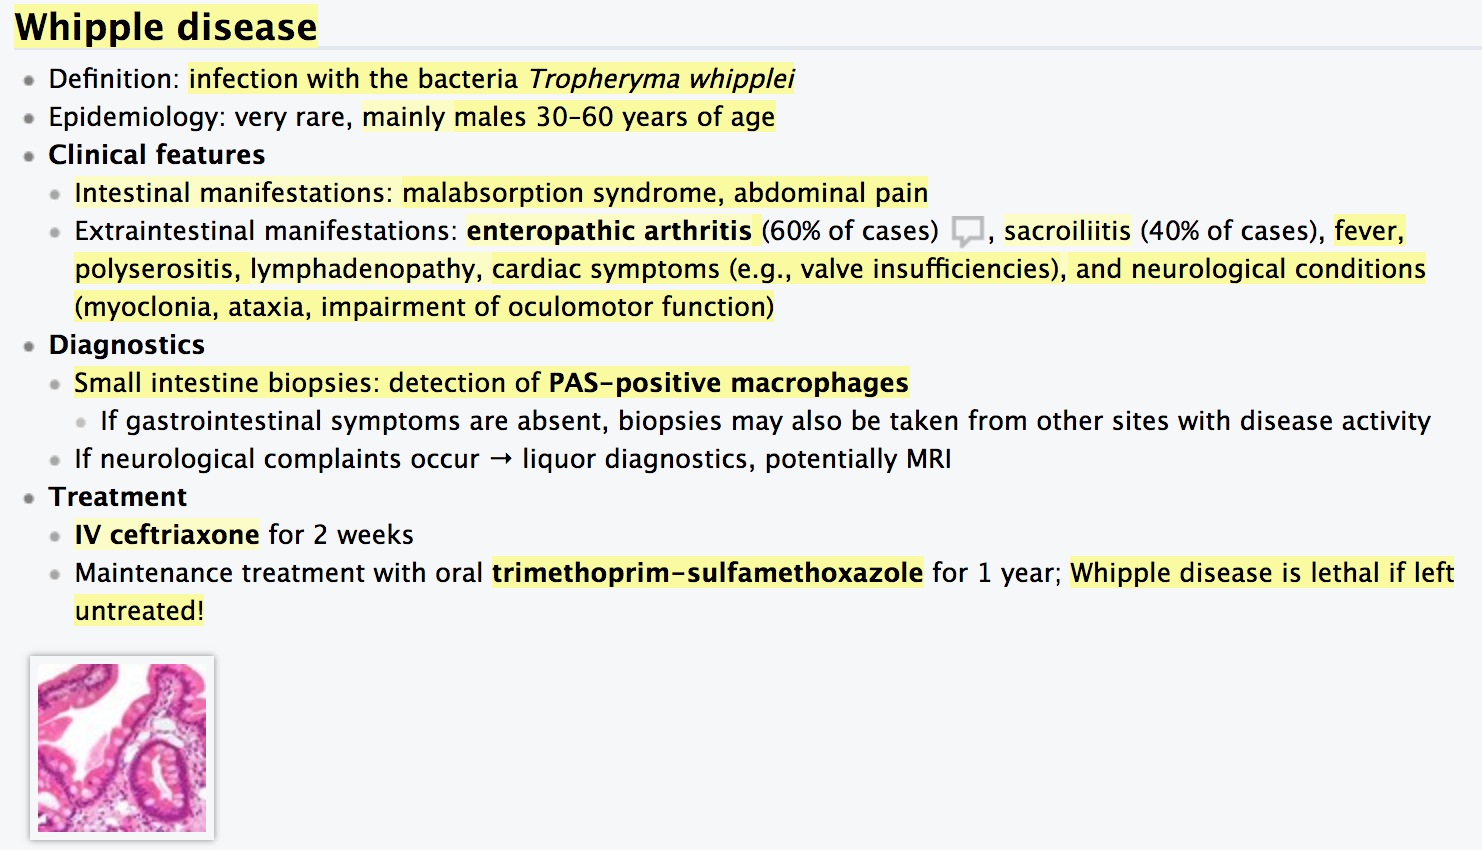 Whipple disease
Definition: infection with the bacteria Tropheryma whipplei
Epidemiology: very rare, mainly males 30–60 years of age
Clinical features
Intestinal manifestations: malabsorption syndrome, abdominal pain
Extraintestinal manifestations: enteropathic arthritis (60% of cases) , sacroiliitis (40% of cases), fever,
polyserositis, lymphadenopathy, cardiac symptoms (e.g., valve insufficiencies), and neurological conditions
(myoclonia, ataxia, impairment of oculomotor function)
Diagnostics
Small intestine biopsies: detection of PAS-positive macrophages
If gastrointestinal symptoms are absent, biopsies may also be taken from other sites with disease activity
If neurological complaints occur → liquor diagnostics, potentially MRI
Treatment
IV ceftriaxone for 2 weeks
Maintenance treatment with oral trimethoprim-sulfamethoxazole for 1 year; Whipple disease is lethal if left
untreated!